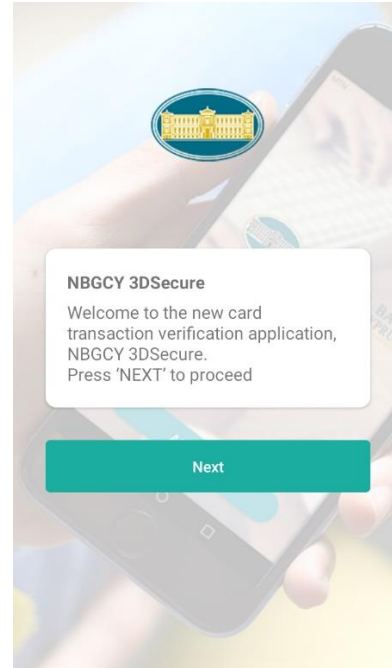 NBGCY 3DSecure
Welcome to the new card
transaction verification application,
NBGCY 3DSecure.
Press ‘NEXT’ to proceed
Next